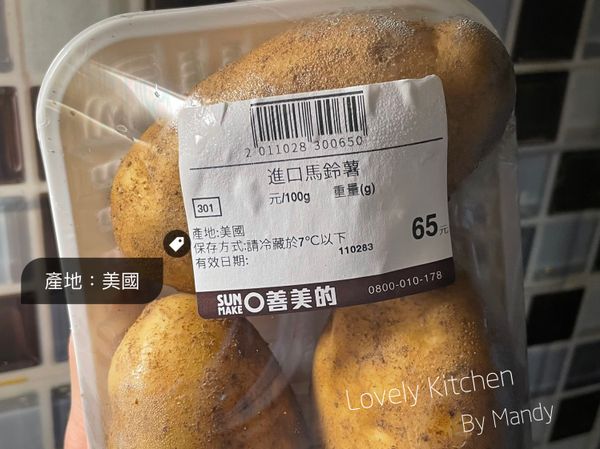 2 011028 300650
進口馬鈴薯
元/100g 重量(g)
301
產地:美國
保存方式:請冷藏於7°C以下
有效日期:
110283
65元
SUN MAKE 善美的
0800-010-178
產地：美國
Lovely Kitchen
By Mandy